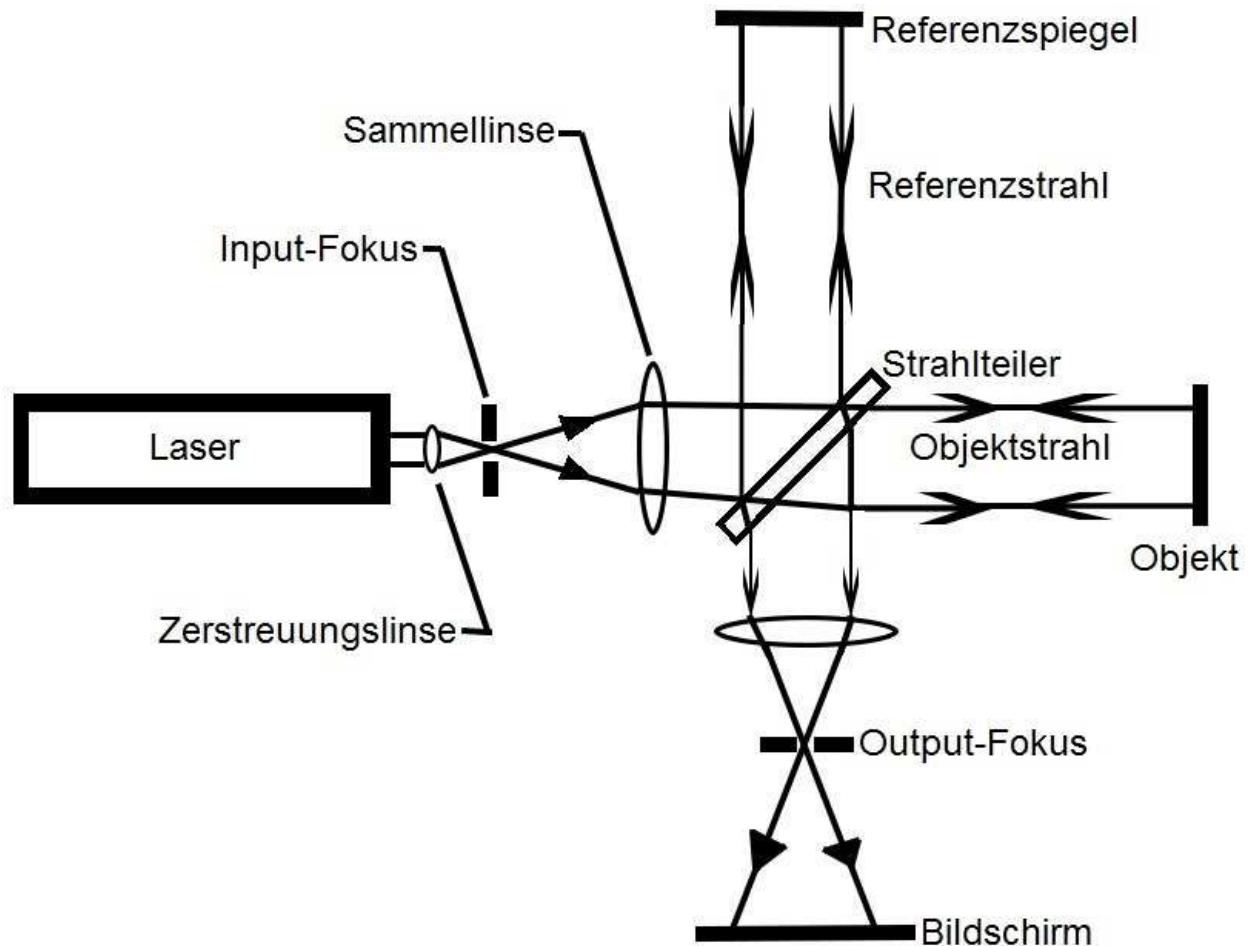 Referenzspiegel
Sammellinse
Referenzstrahl
Input-Fokus
Strahlteiler
Laser
Objektstrahl
Objekt
Zerstreuungslinse
Output-Fokus
Bildschirm